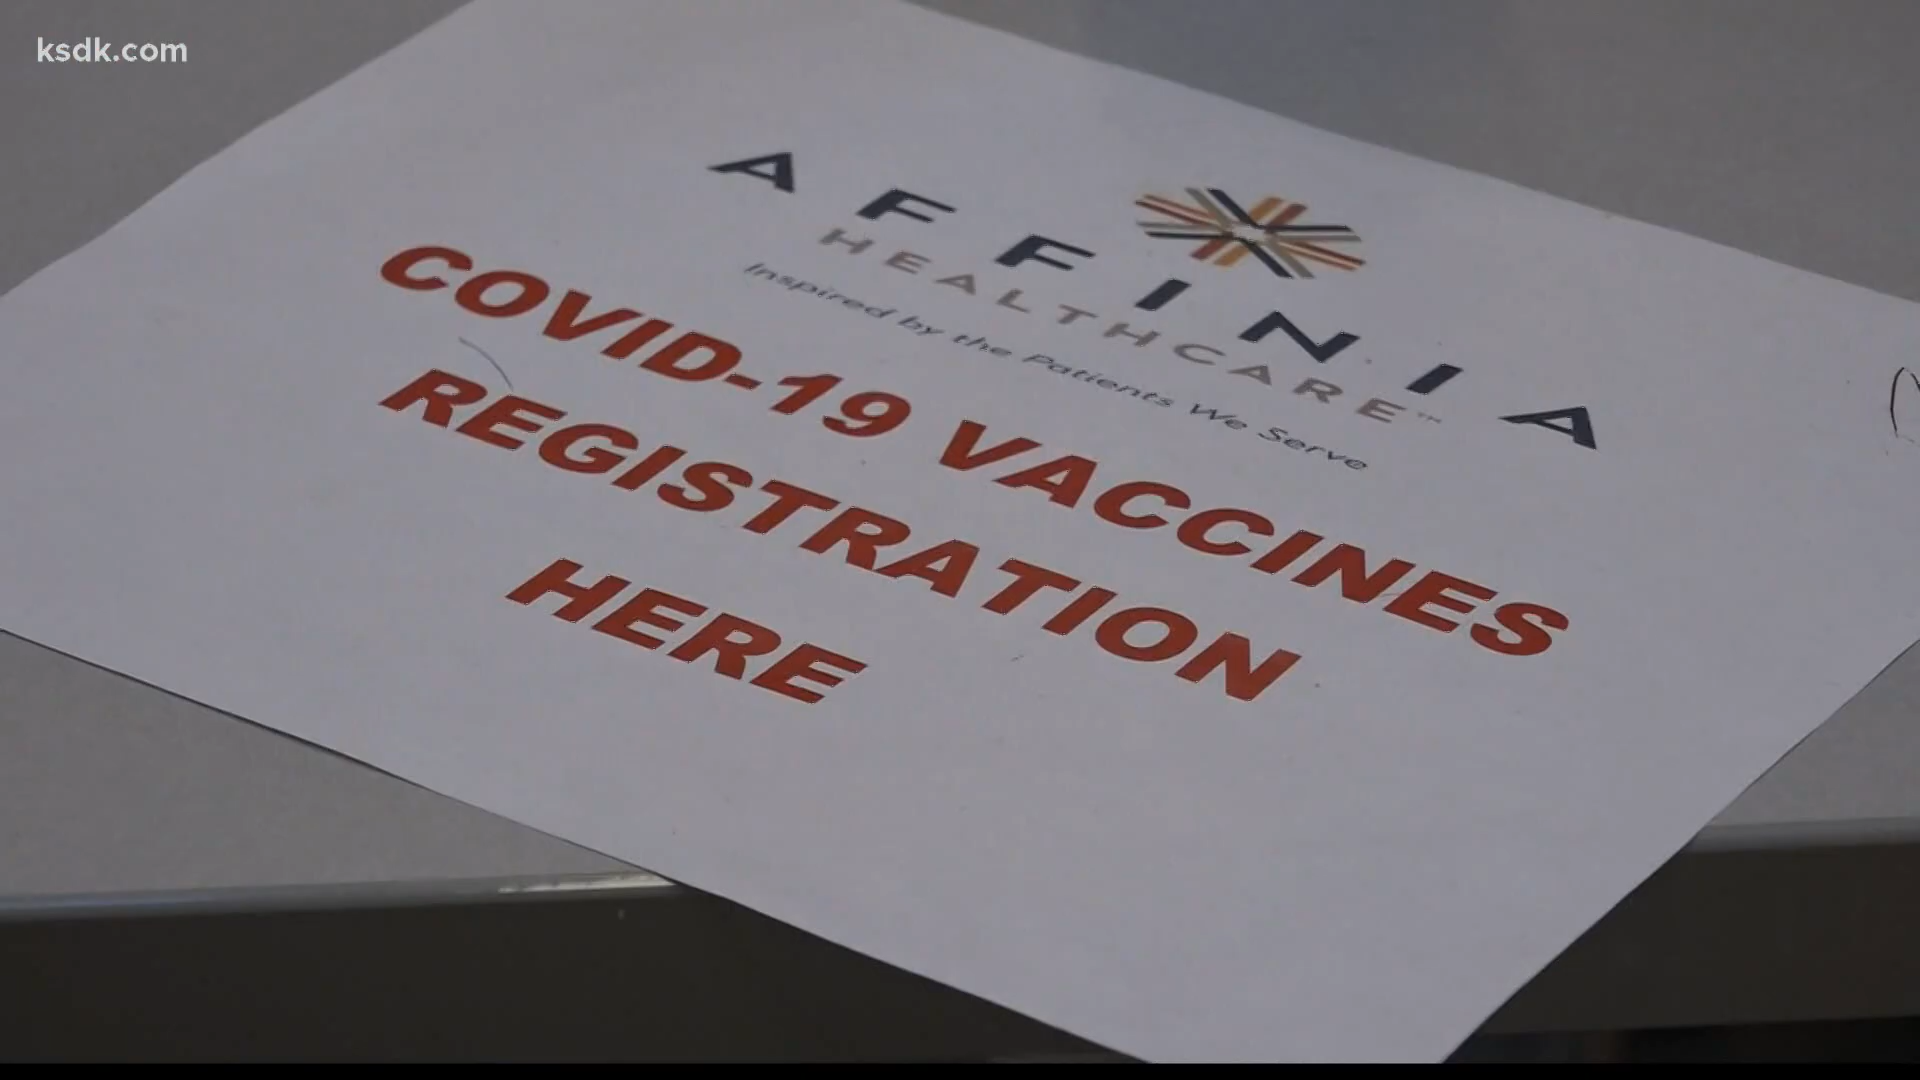 ksdk.com
AFFINIA
HEALTHCARE™
Inspired by the Patients We Serve
COVID-19 VACCINES
REGISTRATION
HERE